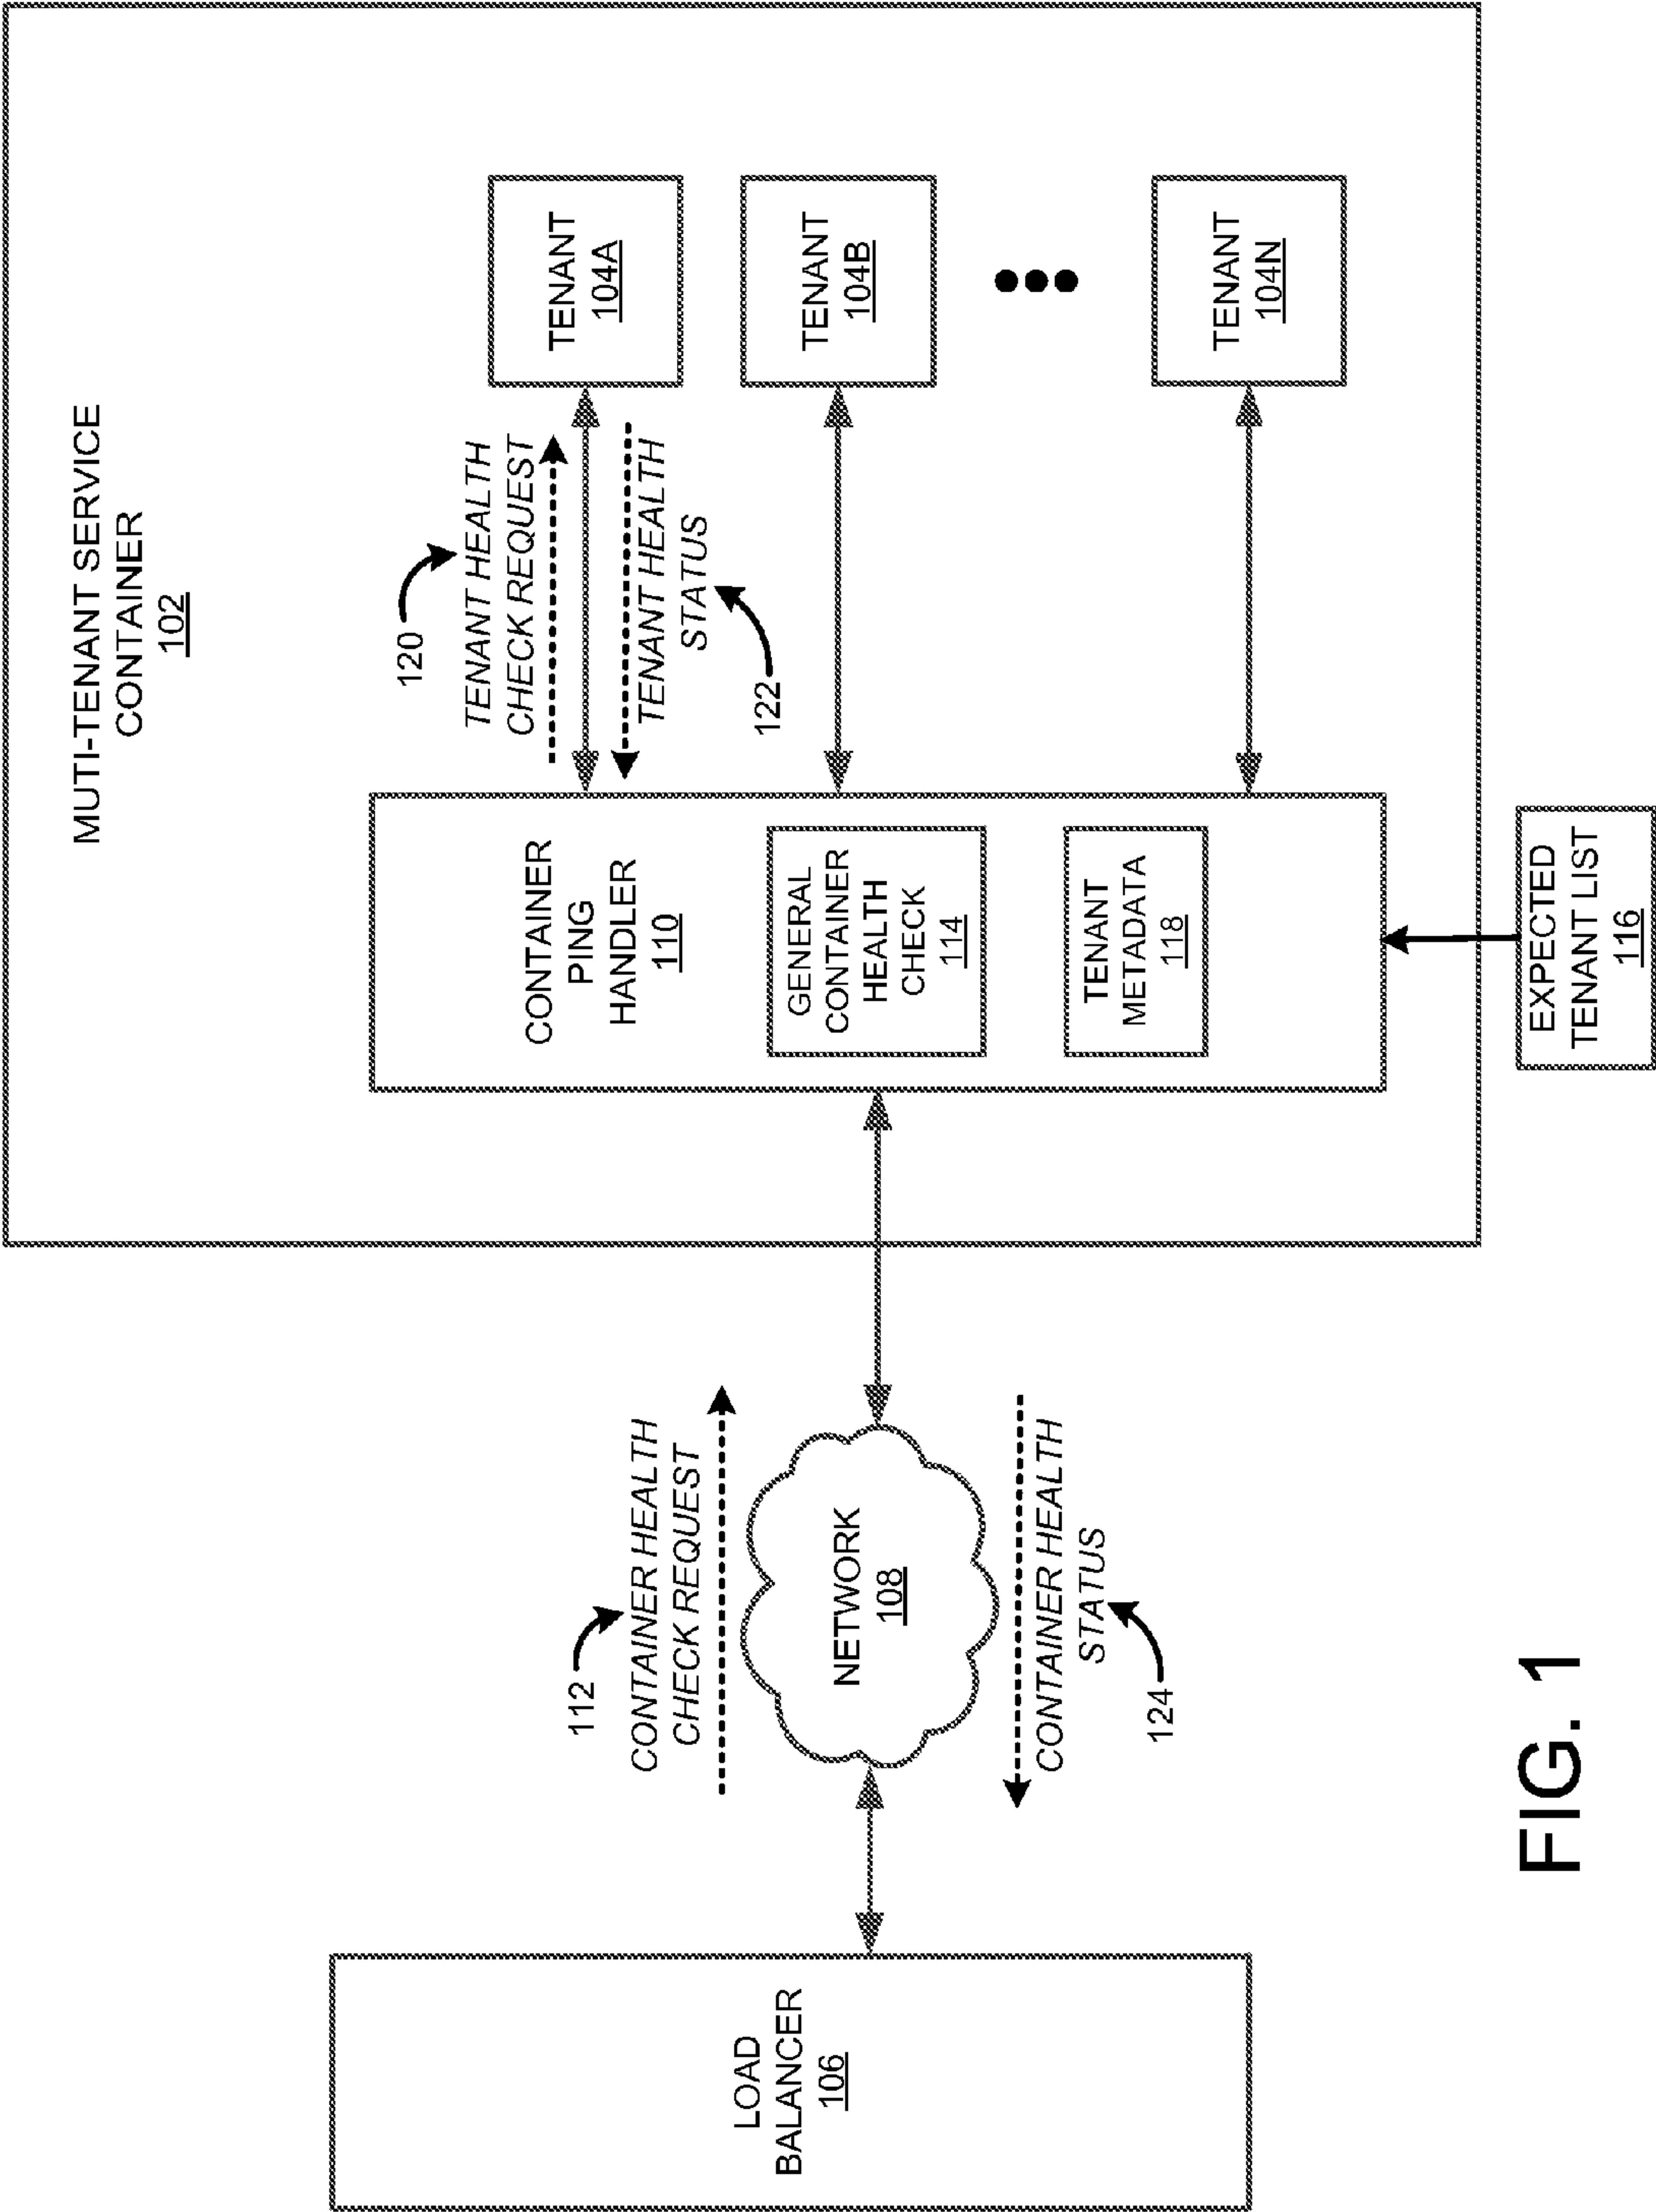 MUTI-TENANT SERVICE
CONTAINER
102
120
TENANT HEALTH
CHECK REQUEST
TENANT
104A
TENANT HEALTH
STATUS
122
TENANT
104B
TENANT
104N
CONTAINER
PING
HANDLER
110
GENERAL
CONTAINER
HEALTH
CHECK
114
TENANT
METADATA
118
EXPECTED
TENANT LIST
116
112
CONTAINER HEALTH
CHECK REQUEST
NETWORK
108
CONTAINER HEALTH
STATUS
124
LOAD
BALANCER
106
FIG. 1